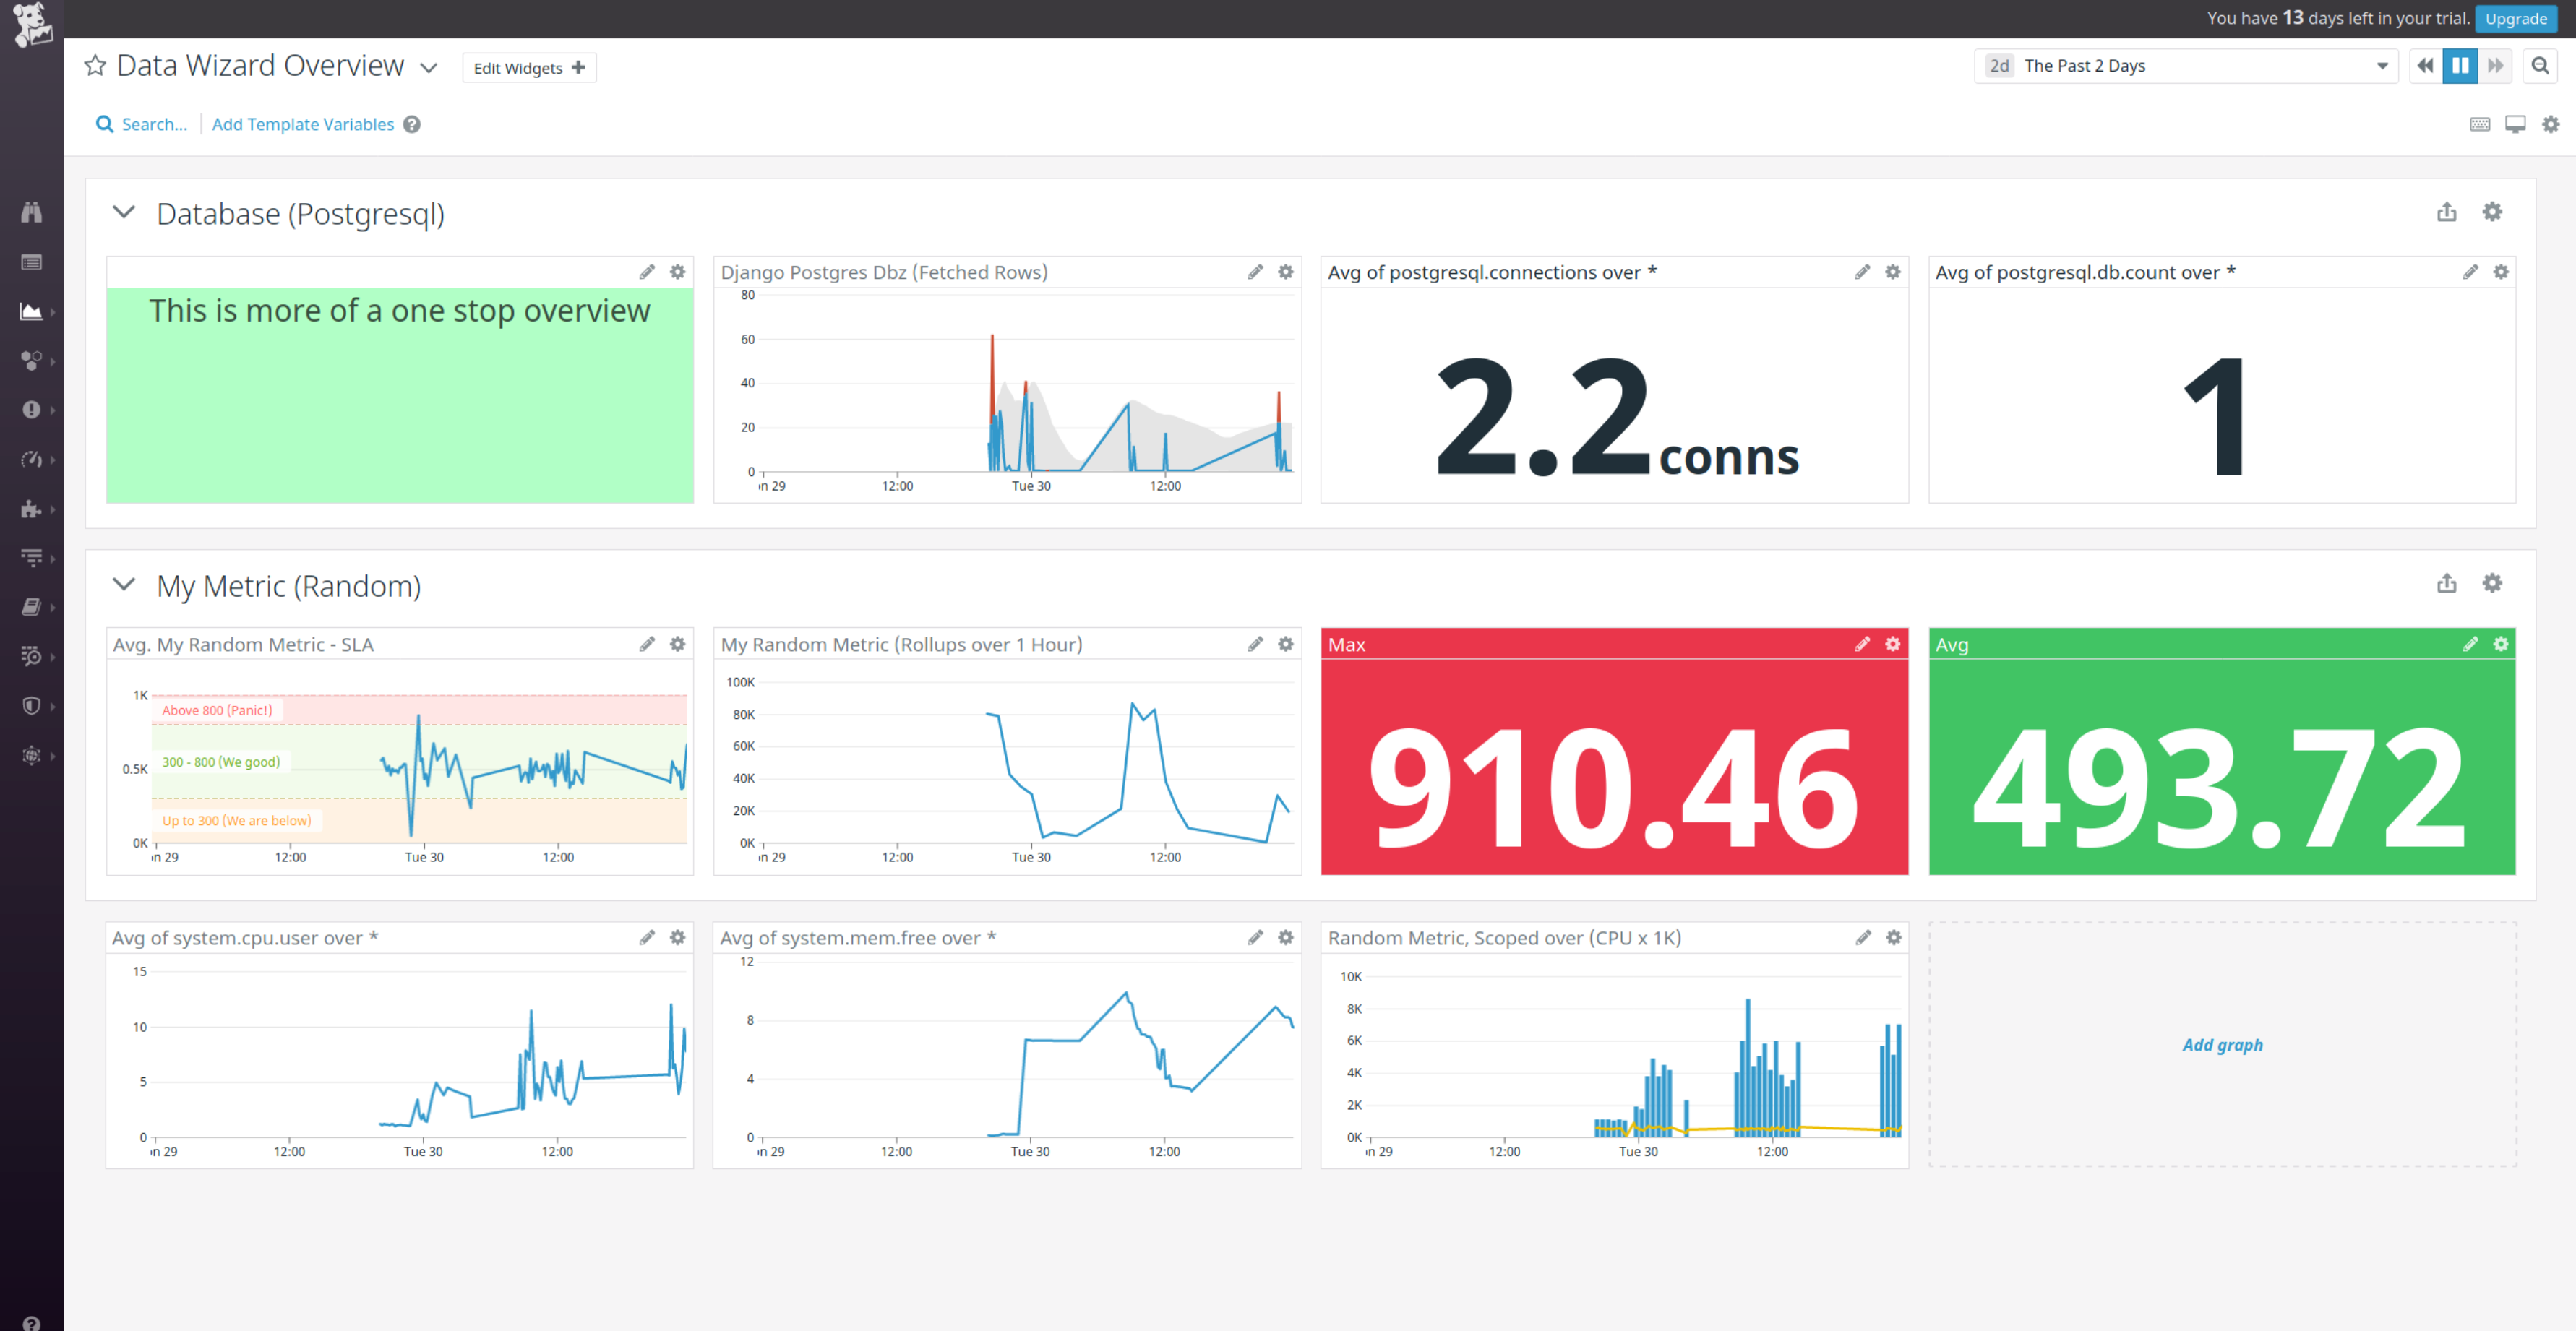 You have 13 days left in your trial. Upgrade
Data Wizard Overview
Edit Widgets +
2d The Past 2 Days
Search...
Add Template Variables ?
Database (Postgresql)
This is more of a one stop overview
Django Postgres Dbz (Fetched Rows)
80
60
40
20
0
n 29 12:00 Tue 30 12:00
Avg of postgresql.connections over *
2.2 conns
Avg of postgresql.db.count over *
1
My Metric (Random)
Avg. My Random Metric - SLA
1K
Above 800 (Panic!)
0.5K
300 - 800 (We good)
Up to 300 (We are below)
0K
n 29 12:00 Tue 30 12:00
My Random Metric (Rollups over 1 Hour)
100K
80K
60K
40K
20K
0K
n 29 12:00 Tue 30 12:00
Max
910.46
Avg
493.72
Avg of system.cpu.user over *
15
10
5
0
n 29 12:00 Tue 30 12:00
Avg of system.mem.free over *
12
8
4
0
n 29 12:00 Tue 30 12:00
Random Metric, Scoped over (CPU x 1K)
10K
8K
6K
4K
2K
0K
n 29 12:00 Tue 30 12:00
Add graph